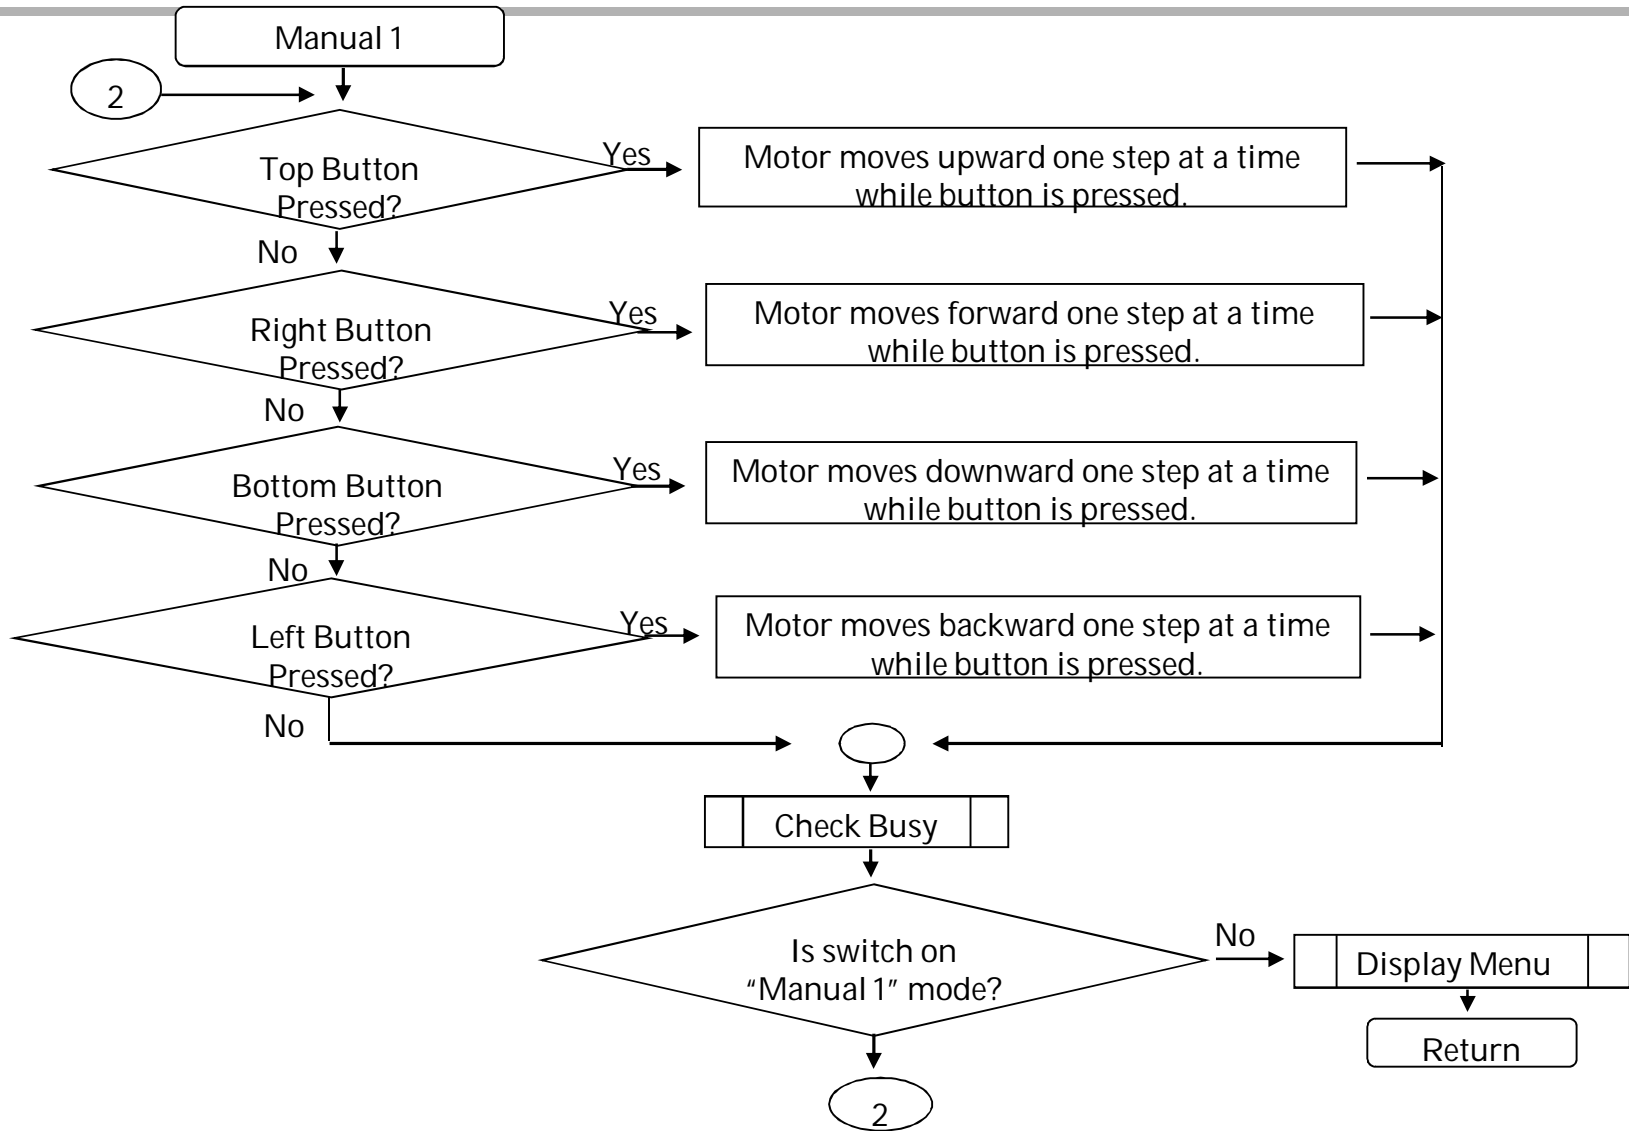 Manual 1
2
Top Button
Pressed?
Yes
Motor moves upward one step at a time
while button is pressed.
No
Right Button
Pressed?
Yes
Motor moves forward one step at a time
while button is pressed.
No
Bottom Button
Pressed?
Yes
Motor moves downward one step at a time
while button is pressed.
No
Left Button
Pressed?
Yes
Motor moves backward one step at a time
while button is pressed.
No
Check Busy
Is switch on
“Manual 1” mode?
No
Display Menu
Return
2